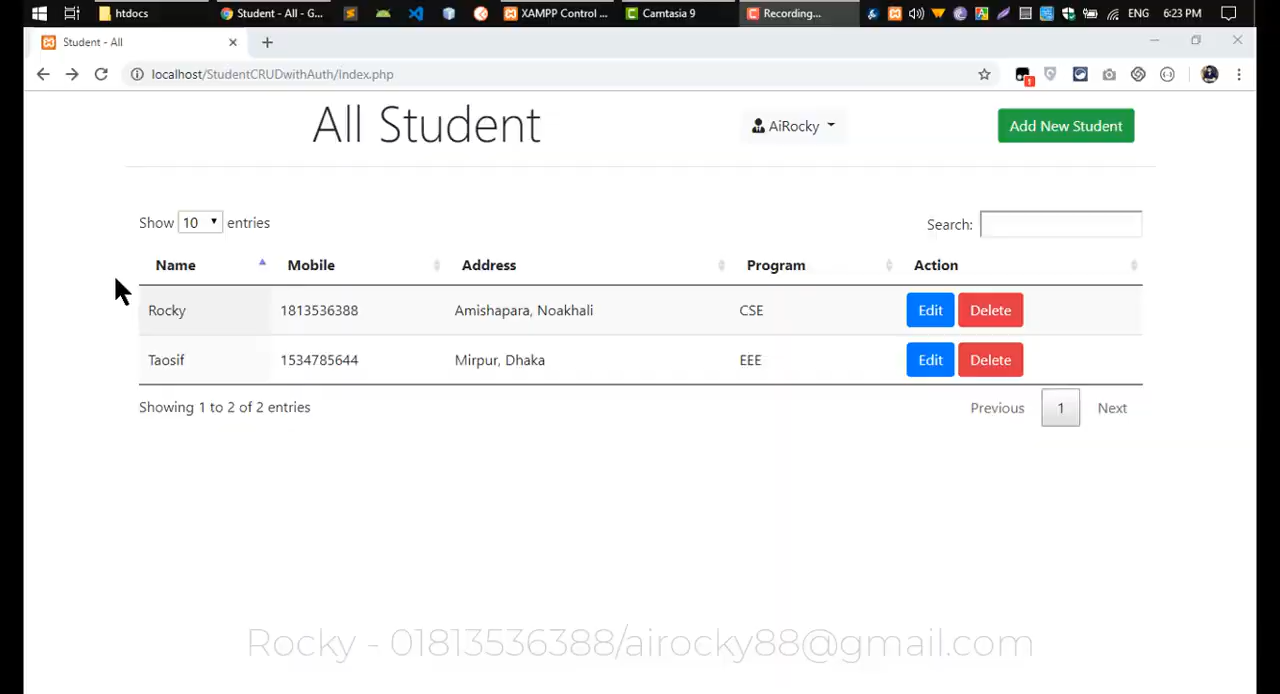 htdocs
Student - All - G...
XAMPP Control ...
Camtasia 9
Recording...
ENG
6:23 PM
Student - All
localhost/StudentCRUDwithAuth/Index.php
1
All Student
AiRocky
Add New Student
Show 10 entries
Search:
Name Mobile Address Program Action
Rocky 1813536388 Amishapara, Noakhali CSE Edit Delete
Taosif 1534785644 Mirpur, Dhaka EEE Edit Delete
Showing 1 to 2 of 2 entries
Previous 1 Next
Rocky - 01813536388/airocky88@gmail.com